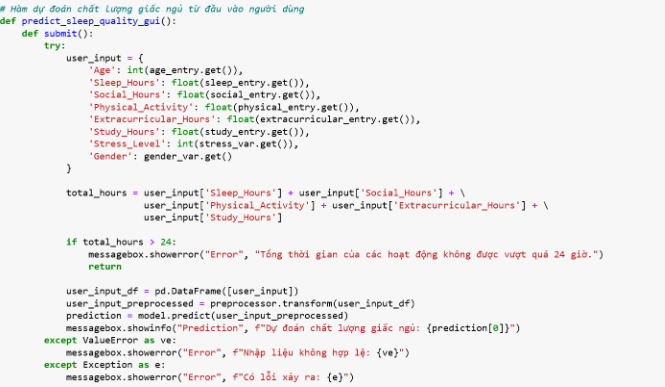 # Hàm dự đoán chất lượng giấc ngủ từ đầu vào người dùng
def predict_sleep_quality_gui():
    def submit():
        try:
            user_input = {
                'Age': int(age_entry.get()),
                'Sleep_Hours': float(sleep_entry.get()),
                'Social_Hours': float(social_entry.get()),
                'Physical_Activity': float(physical_entry.get()),
                'Extracurricular_Hours': float(extracurricular_entry.get()),
                'Study_Hours': float(study_entry.get()),
                'Stress_Level': int(stress_var.get()),
                'Gender': gender_var.get()
            }
            total_hours = user_input['Sleep_Hours'] + user_input['Social_Hours'] + \
                          user_input['Physical_Activity'] + user_input['Extracurricular_Hours'] + \
                          user_input['Study_Hours']
            if total_hours > 24:
                messagebox.showerror("Error", "Tổng thời gian của các hoạt động không được vượt quá 24 giờ.")
                return
            user_input_df = pd.DataFrame([user_input])
            user_input_preprocessed = preprocessor.transform(user_input_df)
            prediction = model.predict(user_input_preprocessed)
            messagebox.showinfo("Prediction", f"Dự đoán chất lượng giấc ngủ: {prediction[0]}")
        except ValueError as ve:
            messagebox.showerror("Error", f"Nhập liệu không hợp lệ: {ve}")
        except Exception as e:
            messagebox.showerror("Error", f"Có lỗi xảy ra: {e}")